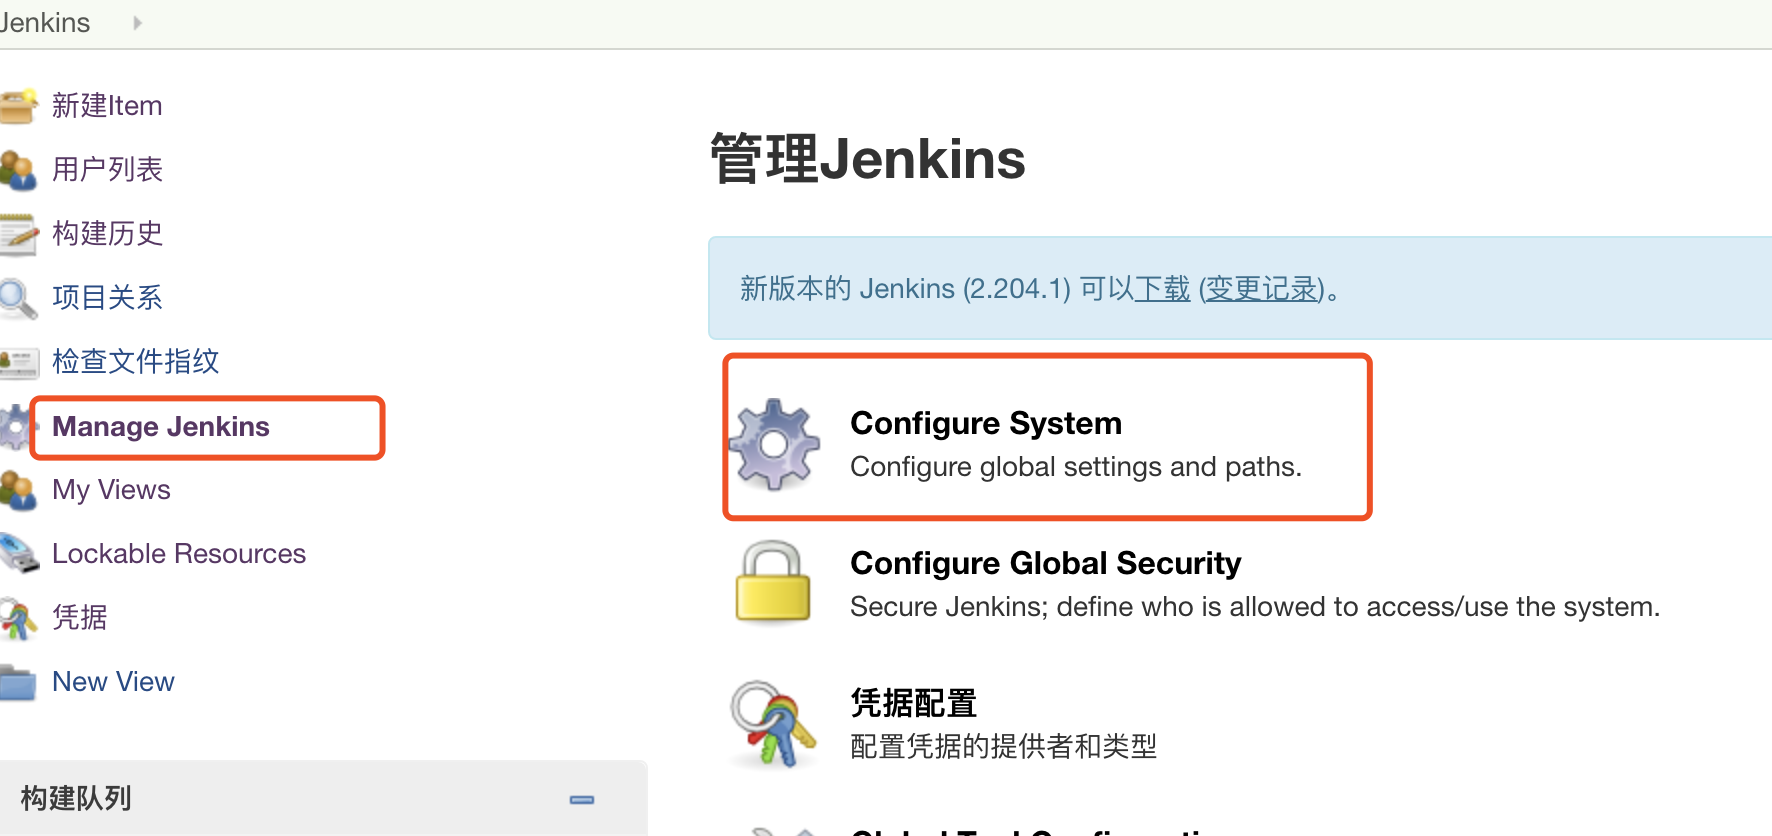 Jenkins
新建Item
用户列表
构建历史
项目关系
检查文件指纹
Manage Jenkins
My Views
Lockable Resources
凭据
New View
构建队列
管理Jenkins
新版本的 Jenkins (2.204.1) 可以下载 (变更记录)。
Configure System
Configure global settings and paths.
Configure Global Security
Secure Jenkins; define who is allowed to access/use the system.
凭据配置
配置凭据的提供者和类型
Global Tool Configuration